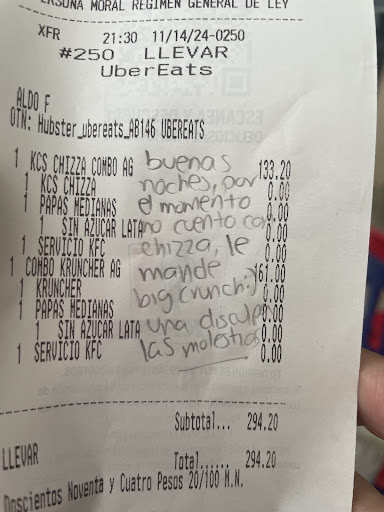 PERSONA MORAL REGIMEN GENERAL DE LEY
XFR 21:30 11/14/24-0250
#250 LLEVAR
UberEats
ALDO F
OTN: Hubster_ubereats_AB146 UBEREATS
1 KCS CHIZZA COMBO AG 133.20
1 KCS CHIZZA 0.00
1 PAPAS MEDIANAS 0.00
1 SIN AZUCAR LATA 0.00
1 SERVICIO KFC 0.00
1 COMBO KRUNCHER AG 161.00
1 KRUNCHER 0.00
1 PAPAS MEDIANAS 0.00
1 SIN AZUCAR LATA 0.00
1 SERVICIO KFC 0.00
buenas
noches, por
el momento
no cuento con
chizza, le
mande
big crunch :)
una disculpa
las molestias
Subtotal... 294.20
LLEVAR Total...... 294.20
Doscientos Noventa y Cuatro Pesos 20/100 M.N.